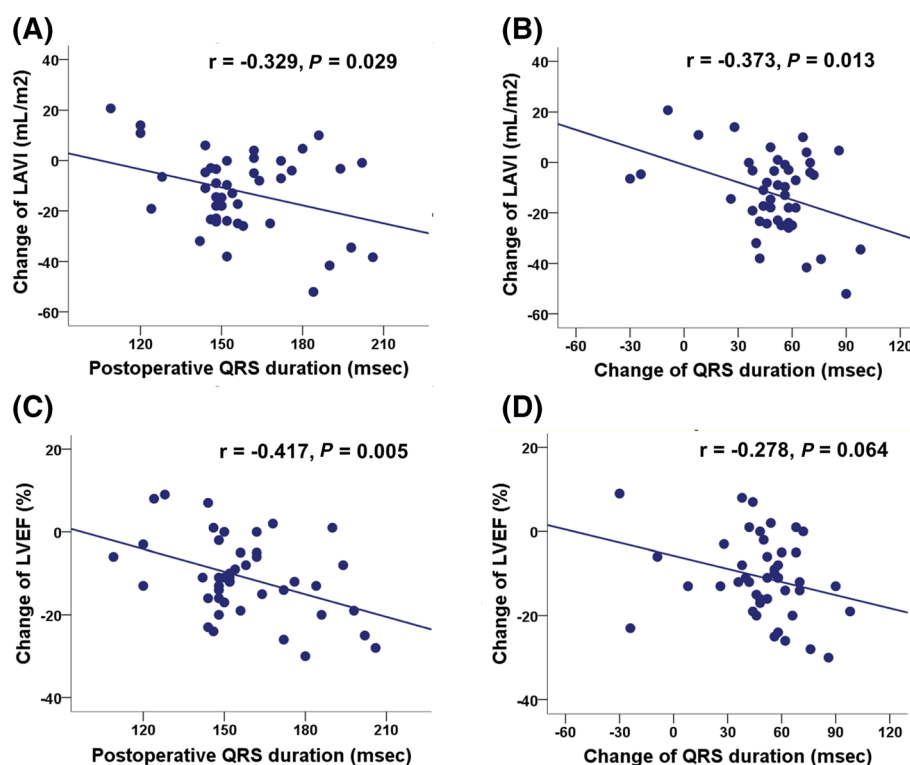 (A)
r = -0.329, P = 0.029
Change of LAVI (mL/m2)
40
20
0
-20
-40
-60
120 150 180 210
Postoperative QRS duration (msec)
(B)
r = -0.373, P = 0.013
Change of LAVI (mL/m2)
40
20
0
-20
-40
-60
-60 -30 0 30 60 90 120
Change of QRS duration (msec)
(C)
r = -0.417, P = 0.005
Change of LVEF (%)
20
0
-20
-40
120 150 180 210
Postoperative QRS duration (msec)
(D)
r = -0.278, P = 0.064
Change of LVEF (%)
20
0
-20
-40
-60 -30 0 30 60 90 120
Change of QRS duration (msec)